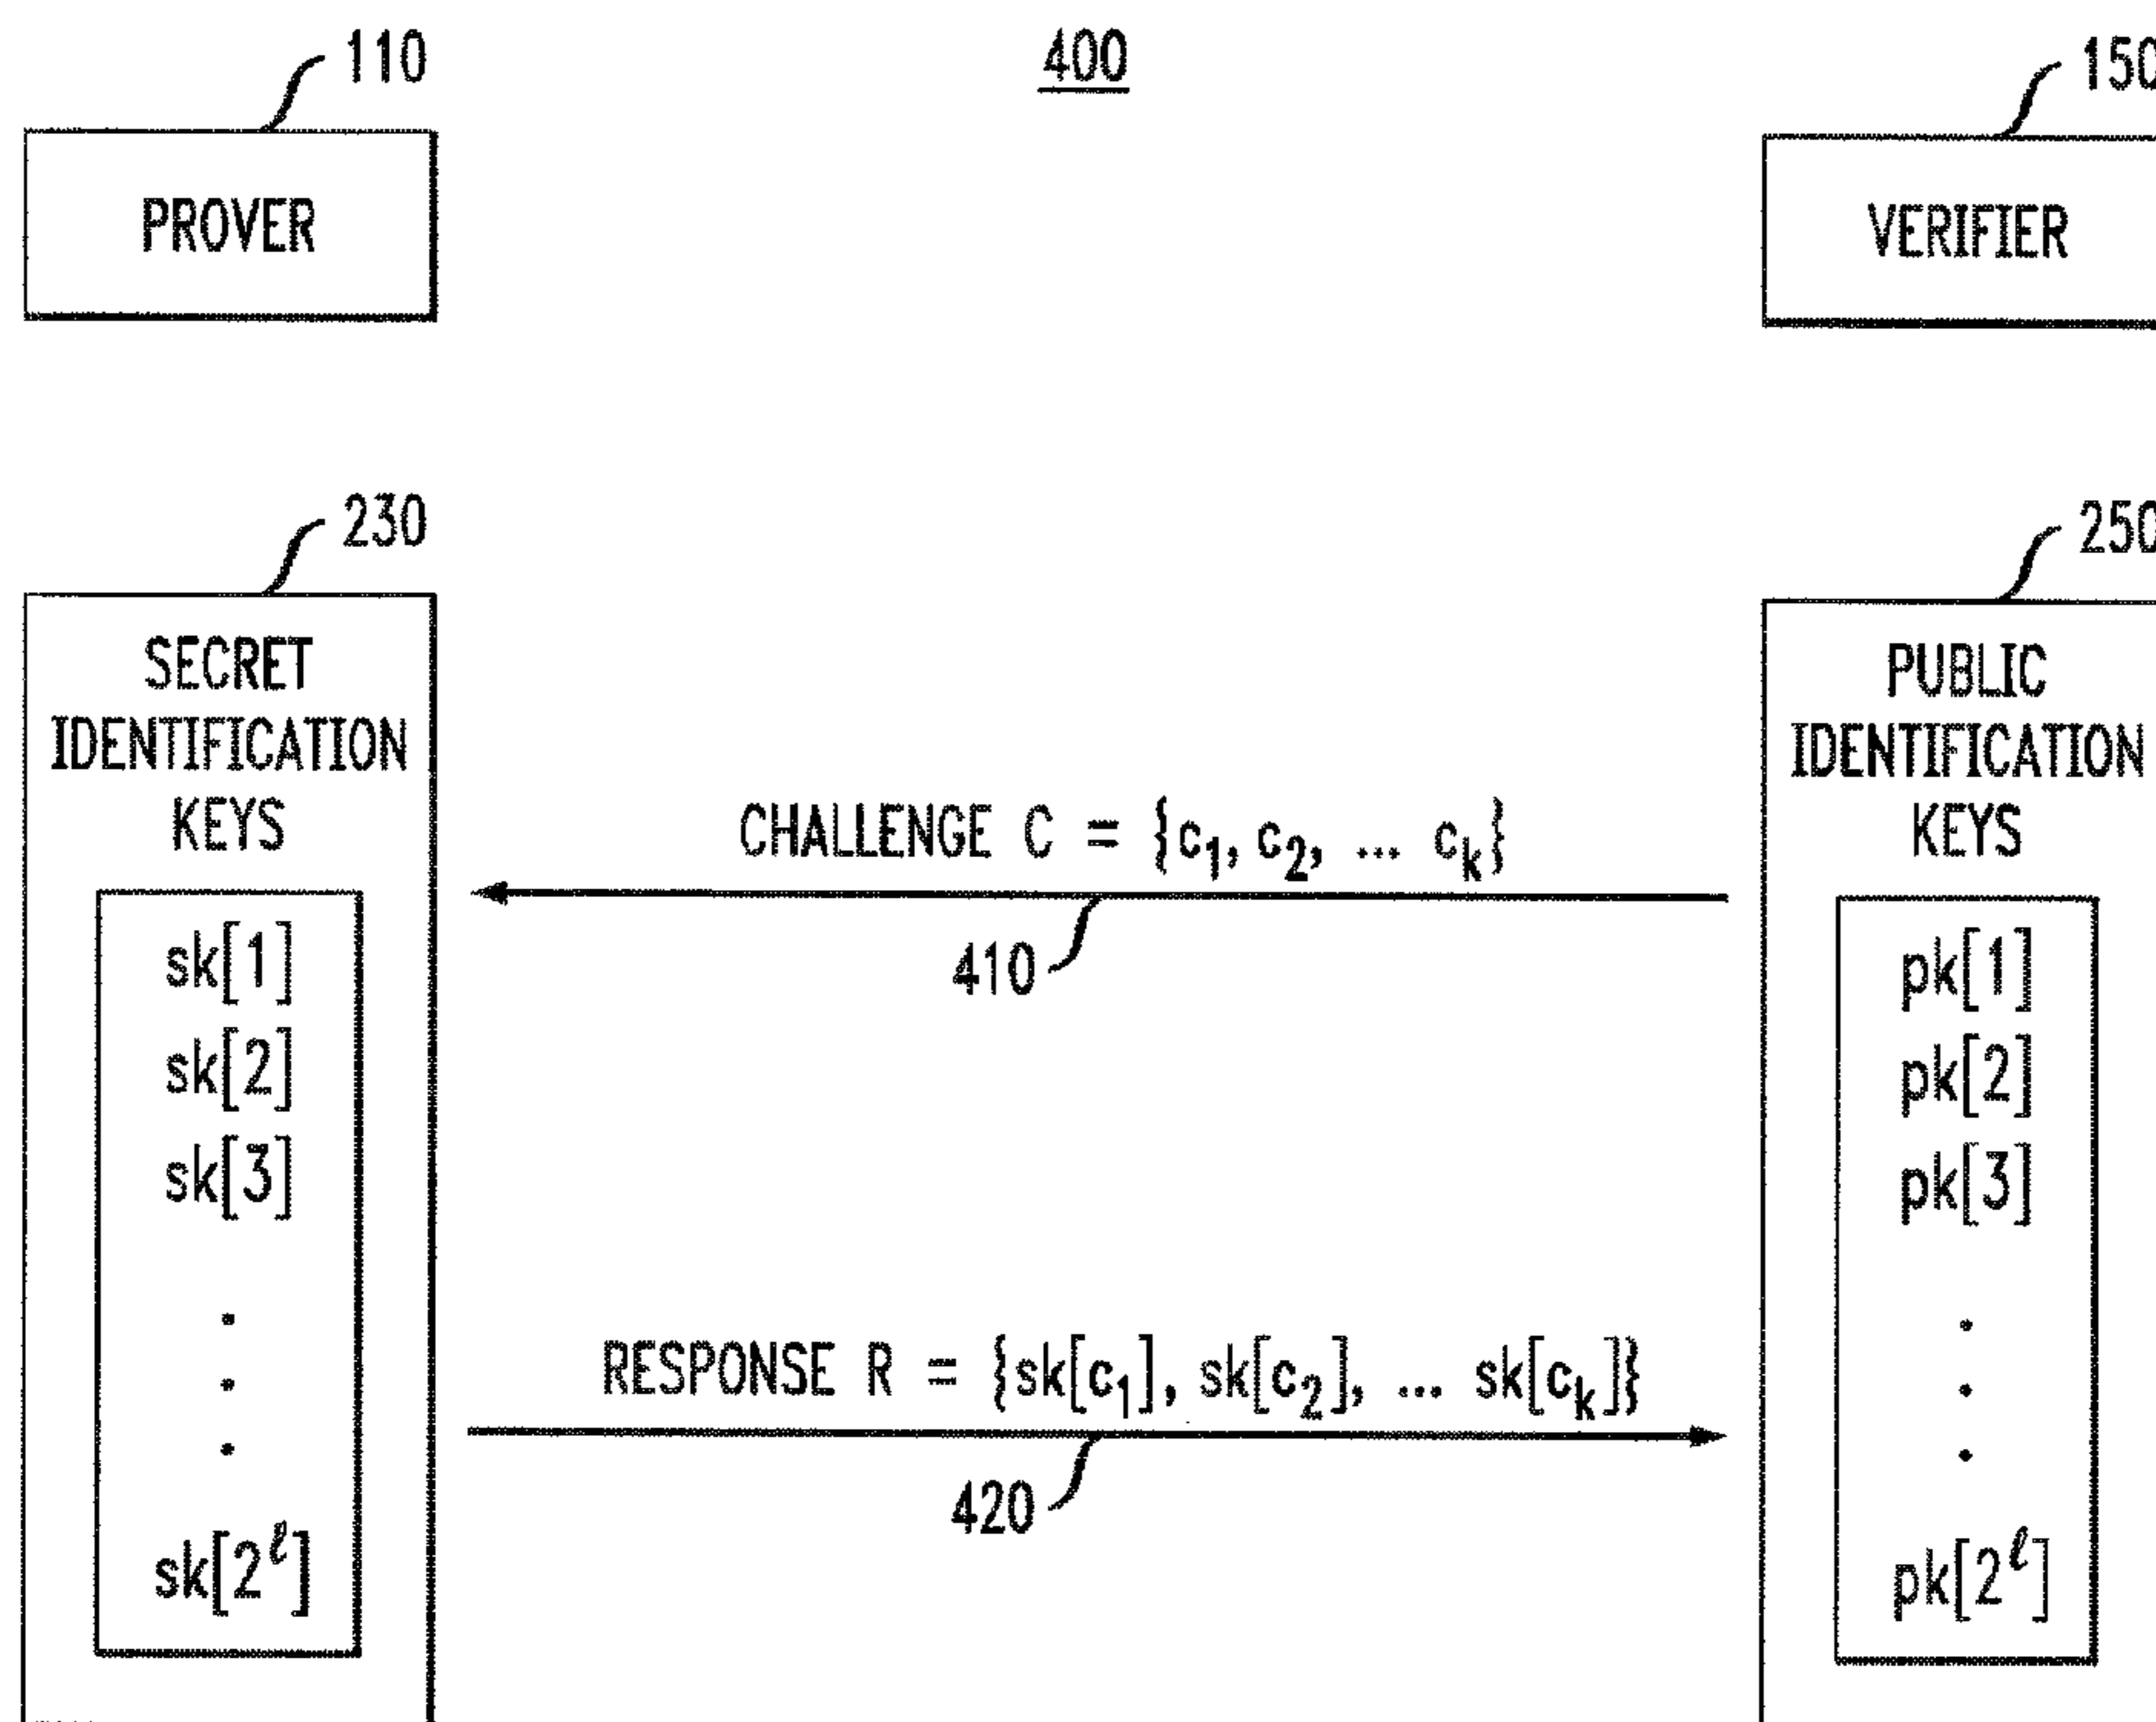 110
400
150
PROVER
VERIFIER
230
250
SECRET
IDENTIFICATION
KEYS
PUBLIC
IDENTIFICATION
KEYS
CHALLENGE C = {c₁, c₂, ... cₖ}
410
sk[1]
sk[2]
sk[3]
.
.
.
sk[2^ℓ]
pk[1]
pk[2]
pk[3]
.
.
.
pk[2^ℓ]
RESPONSE R = {sk[c₁], sk[c₂], ... sk[cₖ]}
420